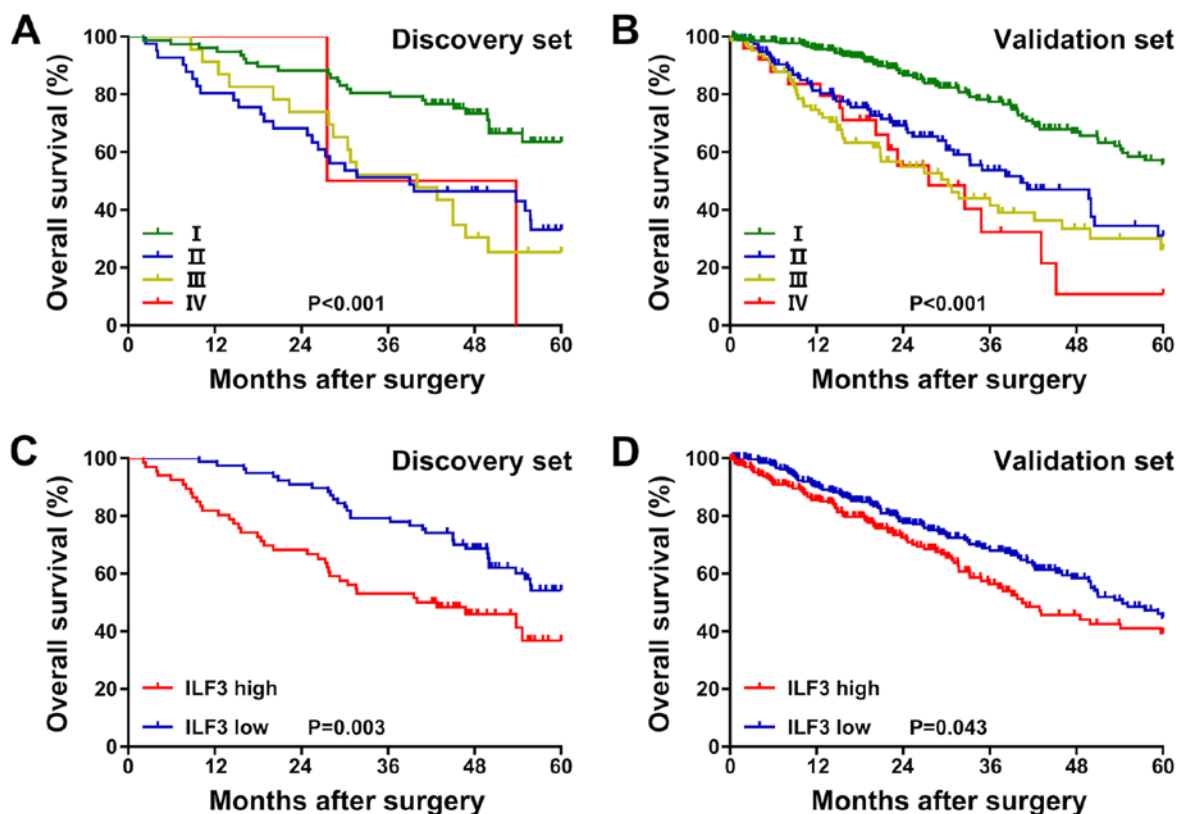 A
Discovery set
Overall survival (%)
100
80
60
40
20
0
I
II
III
IV
P<0.001
0 12 24 36 48 60
Months after surgery
B
Validation set
Overall survival (%)
100
80
60
40
20
0
I
II
III
IV
P<0.001
0 12 24 36 48 60
Months after surgery
C
Discovery set
Overall survival (%)
100
80
60
40
20
0
ILF3 high
ILF3 low P=0.003
0 12 24 36 48 60
Months after surgery
D
Validation set
Overall survival (%)
100
80
60
40
20
0
ILF3 high
ILF3 low P=0.043
0 12 24 36 48 60
Months after surgery